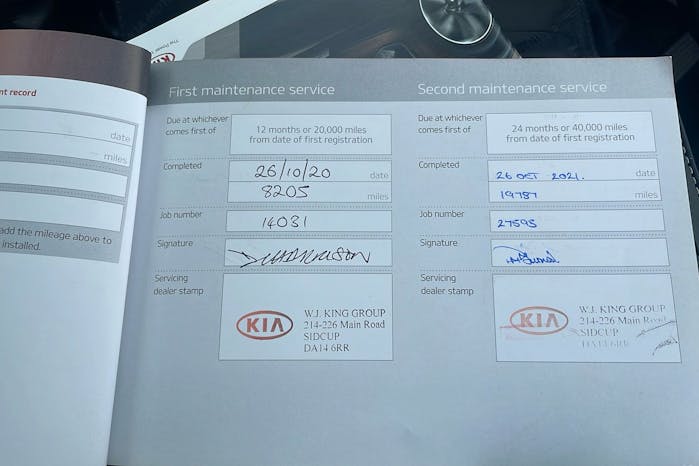 The Power
nt record
date
miles
add the mileage above to
installed.
First maintenance service
Due at whichever
comes first of
12 months or 20,000 miles
from date of first registration
Completed
26/10/20 date
8205 miles
Job number
14031
Signature
Servicing
dealer stamp
KIA
W.J. KING GROUP
214-226 Main Road
SIDCUP
DA14 6RR
Second maintenance service
Due at whichever
comes first of
24 months or 40,000 miles
from date of first registration
Completed
26 OCT 2021. date
19787 miles
Job number
27593
Signature
Servicing
dealer stamp
KIA
W.J. KING GROUP
214-226 Main Road
SIDCUP
DA14 6RR